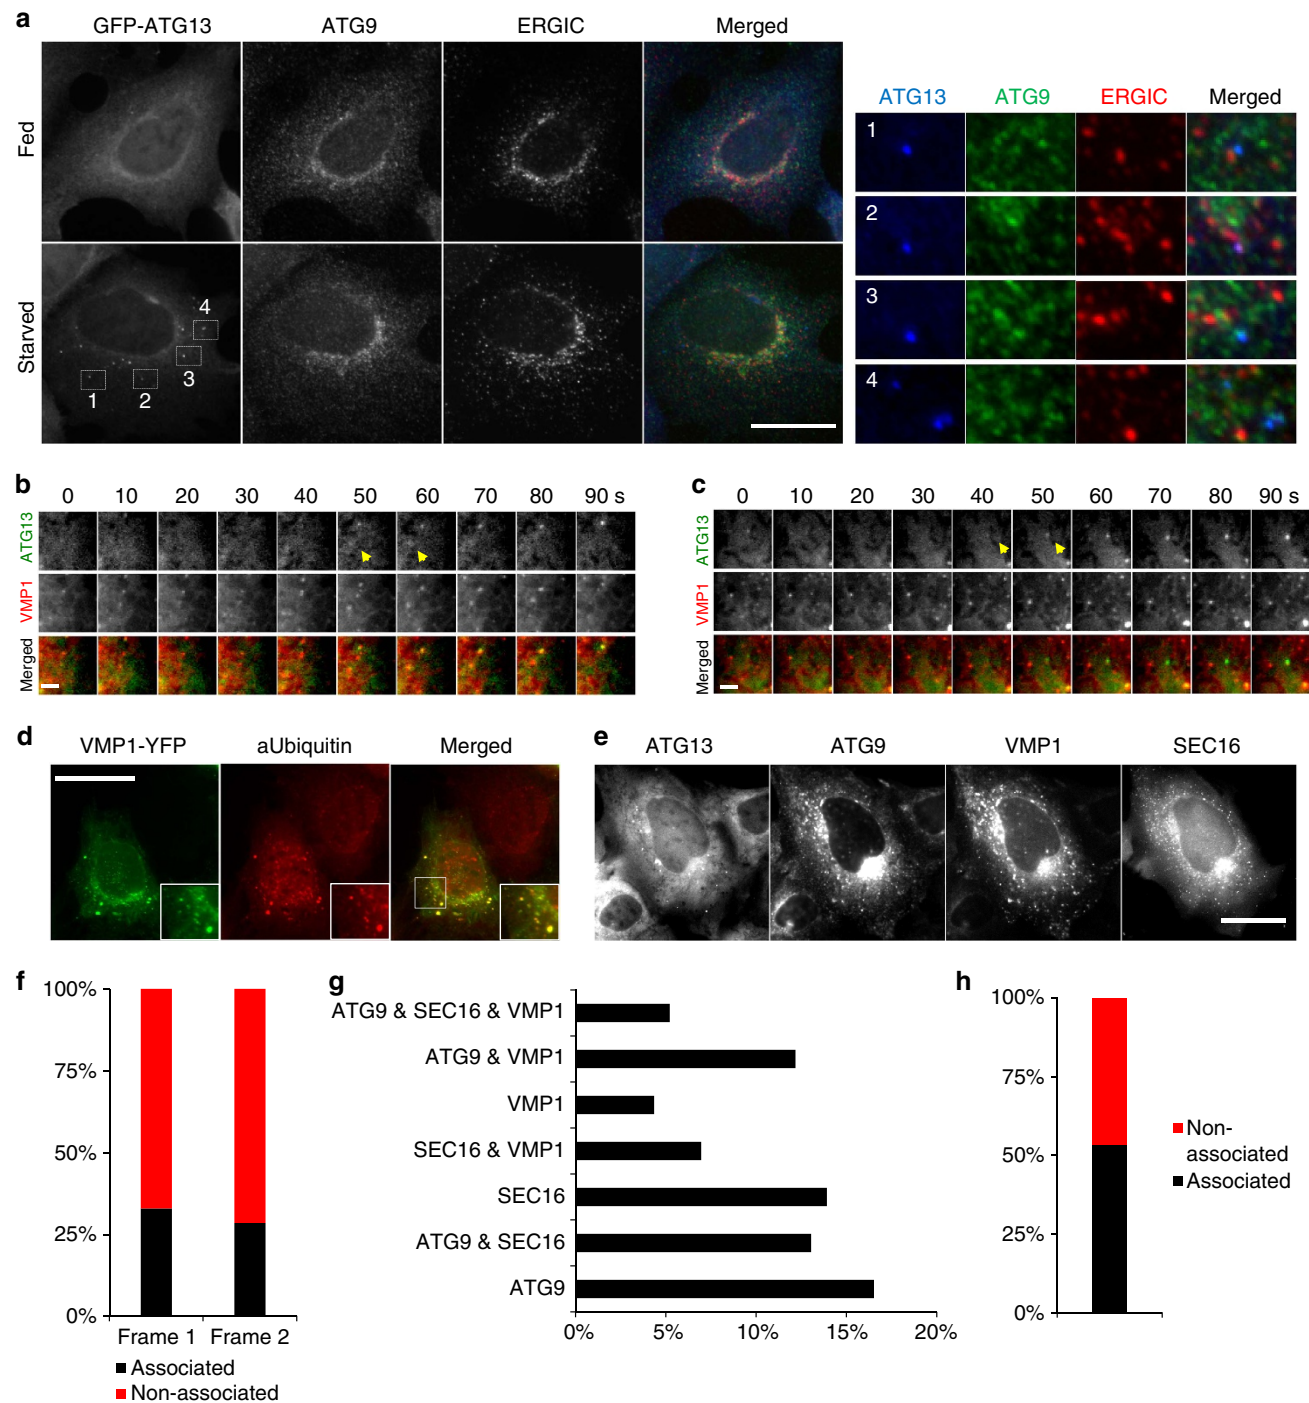 a
GFP-ATG13 ATG9 ERGIC Merged
Fed
Starved
1
2
3
4
ATG13 ATG9 ERGIC Merged
1
2
3
4
b
0 10 20 30 40 50 60 70 80 90 s
ATG13
VMP1
Merged
c
0 10 20 30 40 50 60 70 80 90 s
ATG13
VMP1
Merged
d
VMP1-YFP aUbiquitin Merged
e
ATG13 ATG9 VMP1 SEC16
f
100%
75%
50%
25%
0%
Frame 1 Frame 2
Associated
Non-associated
g
ATG9 & SEC16 & VMP1
ATG9 & VMP1
VMP1
SEC16 & VMP1
SEC16
ATG9 & SEC16
ATG9
0% 5% 10% 15% 20%
h
100%
75%
50%
25%
0%
Non-
associated
Associated